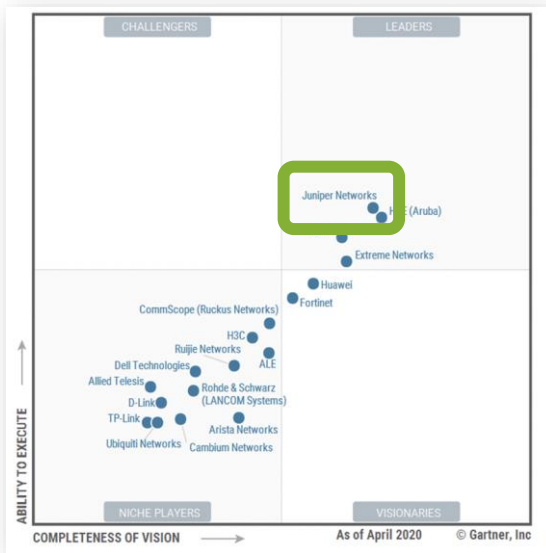 CHALLENGERS
LEADERS
Juniper Networks
(Aruba)
Extreme Networks
Huawei
Fortinet
CommScope (Ruckus Networks)
H3C
Ruijie Networks
ALE
Dell Technologies
Allied Telesis
Rohde & Schwarz
(LANCOM Systems)
D-Link
TP-Link
Arista Networks
Ubiquiti Networks
Cambium Networks
ABILITY TO EXECUTE
NICHE PLAYERS
VISIONARIES
COMPLETENESS OF VISION
As of April 2020
© Gartner, Inc